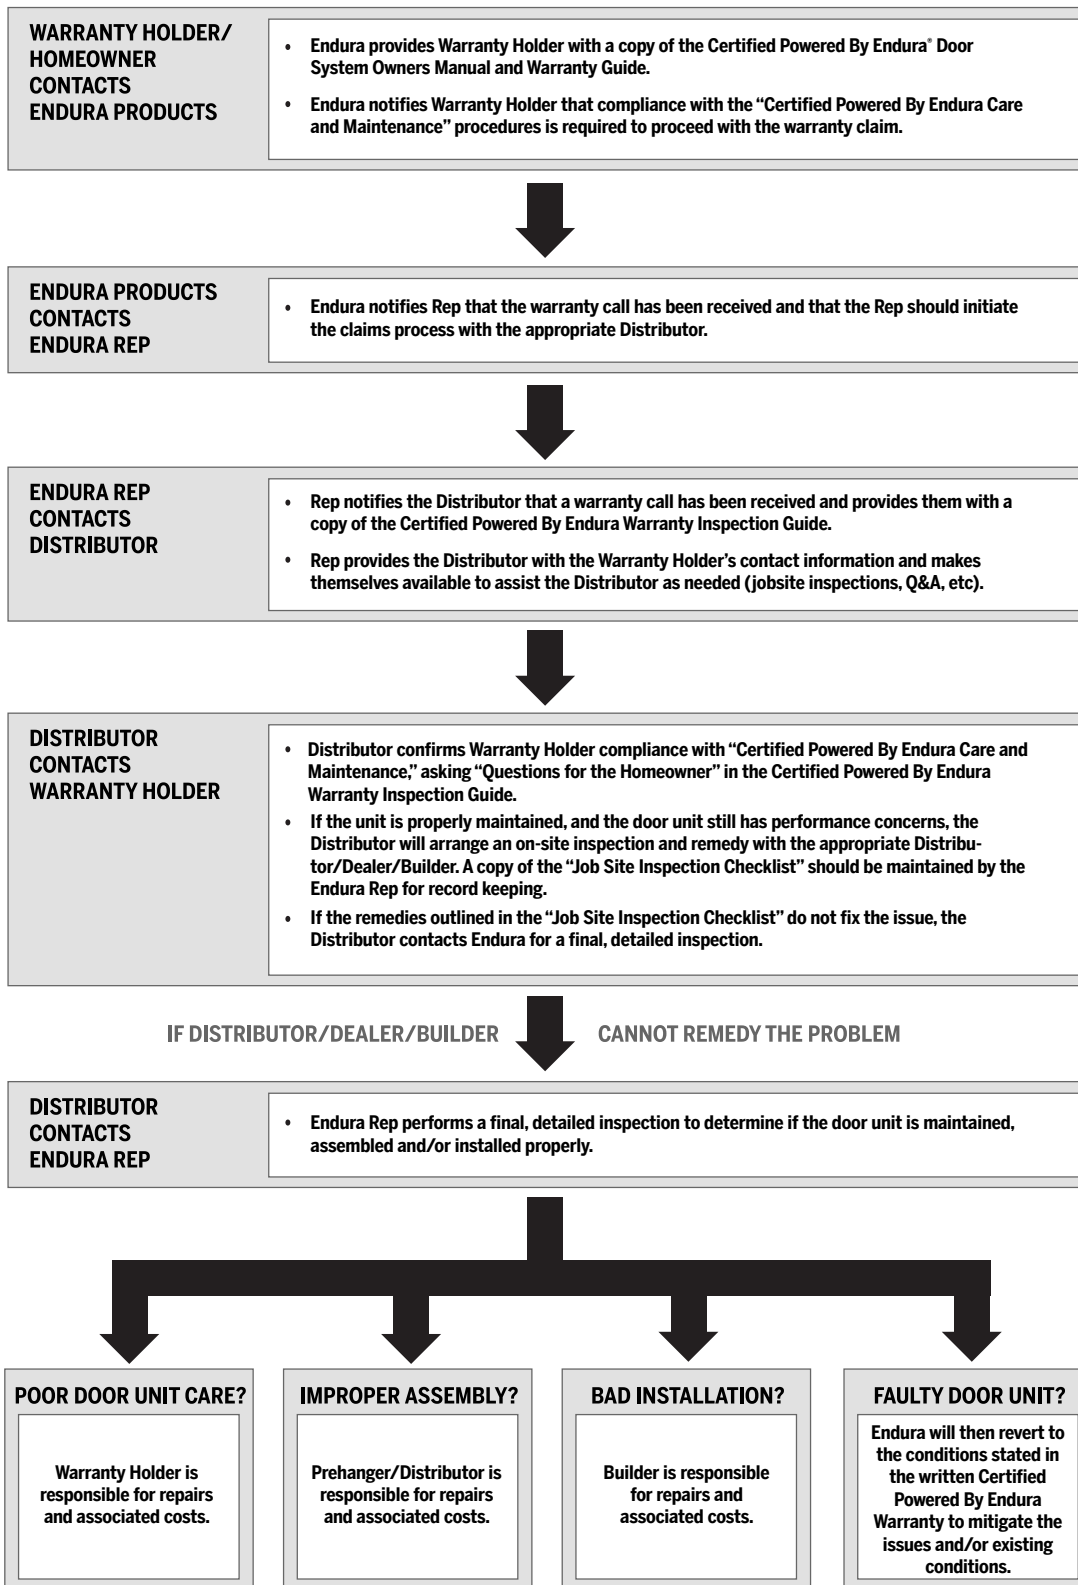 WARRANTY HOLDER/
HOMEOWNER
CONTACTS
ENDURA PRODUCTS
• Endura provides Warranty Holder with a copy of the Certified Powered By Endura® Door
System Owners Manual and Warranty Guide.
• Endura notifies Warranty Holder that compliance with the “Certified Powered By Endura Care
and Maintenance” procedures is required to proceed with the warranty claim.
ENDURA PRODUCTS
CONTACTS
ENDURA REP
• Endura notifies Rep that the warranty call has been received and that the Rep should initiate
the claims process with the appropriate Distributor.
ENDURA REP
CONTACTS
DISTRIBUTOR
• Rep notifies the Distributor that a warranty call has been received and provides them with a
copy of the Certified Powered By Endura Warranty Inspection Guide.
• Rep provides the Distributor with the Warranty Holder’s contact information and makes
themselves available to assist the Distributor as needed (jobsite inspections, Q&A, etc).
DISTRIBUTOR
CONTACTS
WARRANTY HOLDER
• Distributor confirms Warranty Holder compliance with “Certified Powered By Endura Care and
Maintenance,” asking “Questions for the Homeowner” in the Certified Powered By Endura
Warranty Inspection Guide.
• If the unit is properly maintained, and the door unit still has performance concerns, the
Distributor will arrange an on-site inspection and remedy with the appropriate Distribu-
tor/Dealer/Builder. A copy of the “Job Site Inspection Checklist” should be maintained by the
Endura Rep for record keeping.
• If the remedies outlined in the “Job Site Inspection Checklist” do not fix the issue, the
Distributor contacts Endura for a final, detailed inspection.
IF DISTRIBUTOR/DEALER/BUILDER CANNOT REMEDY THE PROBLEM
DISTRIBUTOR
CONTACTS
ENDURA REP
• Endura Rep performs a final, detailed inspection to determine if the door unit is maintained,
assembled and/or installed properly.
POOR DOOR UNIT CARE?
Warranty Holder is
responsible for repairs
and associated costs.
IMPROPER ASSEMBLY?
Prehanger/Distributor is
responsible for repairs
and associated costs.
BAD INSTALLATION?
Builder is responsible
for repairs and
associated costs.
FAULTY DOOR UNIT?
Endura will then revert to
the conditions stated in
the written Certified
Powered By Endura
Warranty to mitigate the
issues and/or existing
conditions.